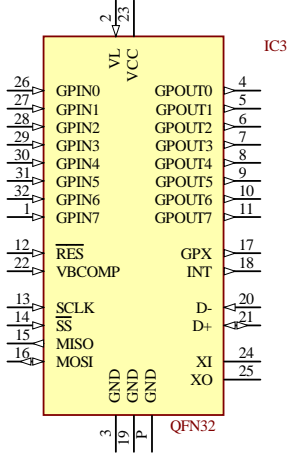 2 23
VL VCC
IC3
26 GPIN0 GPOUT0 4
27 GPIN1 GPOUT1 5
28 GPIN2 GPOUT2 6
29 GPIN3 GPOUT3 7
30 GPIN4 GPOUT4 8
31 GPIN5 GPOUT5 9
32 GPIN6 GPOUT6 10
1 GPIN7 GPOUT7 11
12 RES GPX 17
22 VBCOMP INT 18
13 SCLK D- 20
14 SS D+ 21
15 MISO
16 MOSI XI 24
XO 25
GND GND GND
3 19 P
QFN32